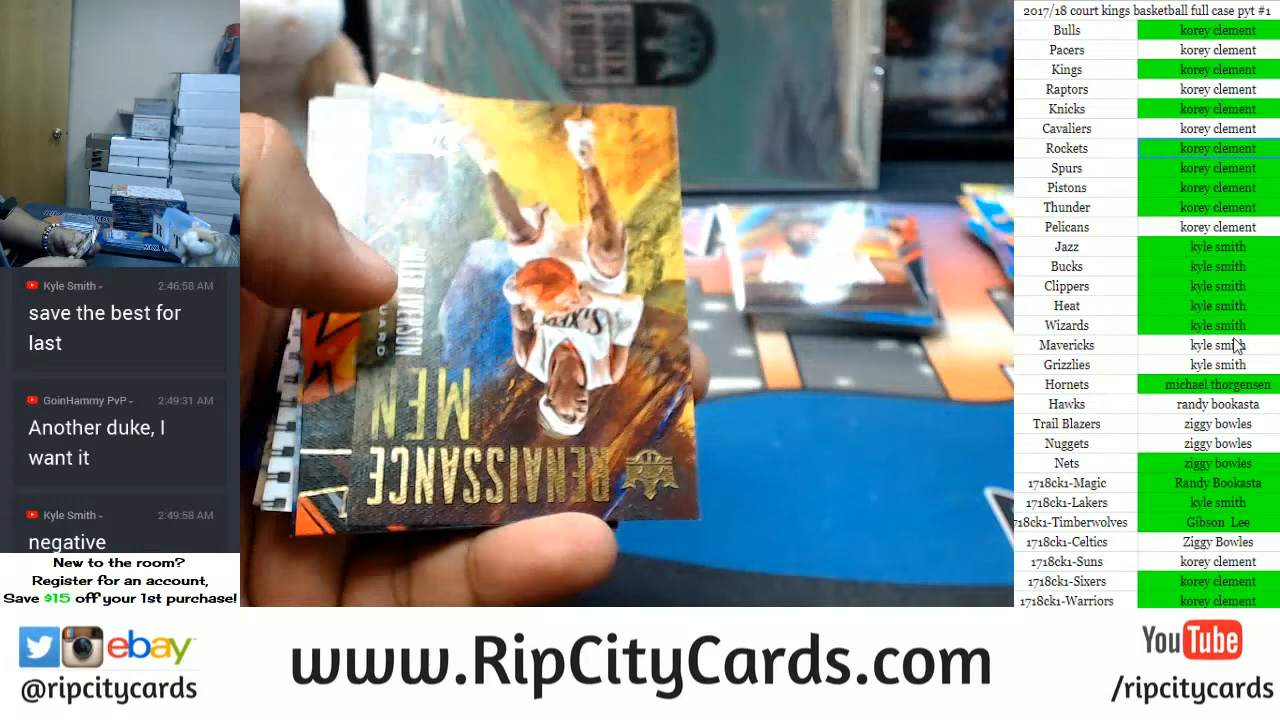 Kyle Smith- 2:46:58 AM
save the best for
last
GoinHammy PvP- 2:49:31 AM
Another duke, I
want it
Kyle Smith- 2:49:58 AM
negative
New to the room?
Register for an account,
Save $15 off your 1st purchase!
COURT
KINGS
RENAISSANCE
MEN
IVERSON
GUARD
2017/18 court kings basketball full case pyt #1
Bulls korey clement
Pacers korey clement
Kings korey clement
Raptors korey clement
Knicks korey clement
Cavaliers korey clement
Rockets korey clement
Spurs korey clement
Pistons korey clement
Thunder korey clement
Pelicans korey clement
Jazz kyle smith
Bucks kyle smith
Clippers kyle smith
Heat kyle smith
Wizards kyle smith
Mavericks kyle smith
Grizzlies kyle smith
Hornets michael thorgensen
Hawks randy bookasta
Trail Blazers ziggy bowles
Nuggets ziggy bowles
Nets ziggy bowles
1718ck1-Magic Randy Bookasta
1718ck1-Lakers kyle smith
718ck1-Timberwolves Gibson Lee
1718ck1-Celtics Ziggy Bowles
1718ck1-Suns korey clement
1718ck1-Sixers korey clement
1718ck1-Warriors korey clement
ebay
@ripcitycards
www.RipCityCards.com
YouTube
/ripcitycards